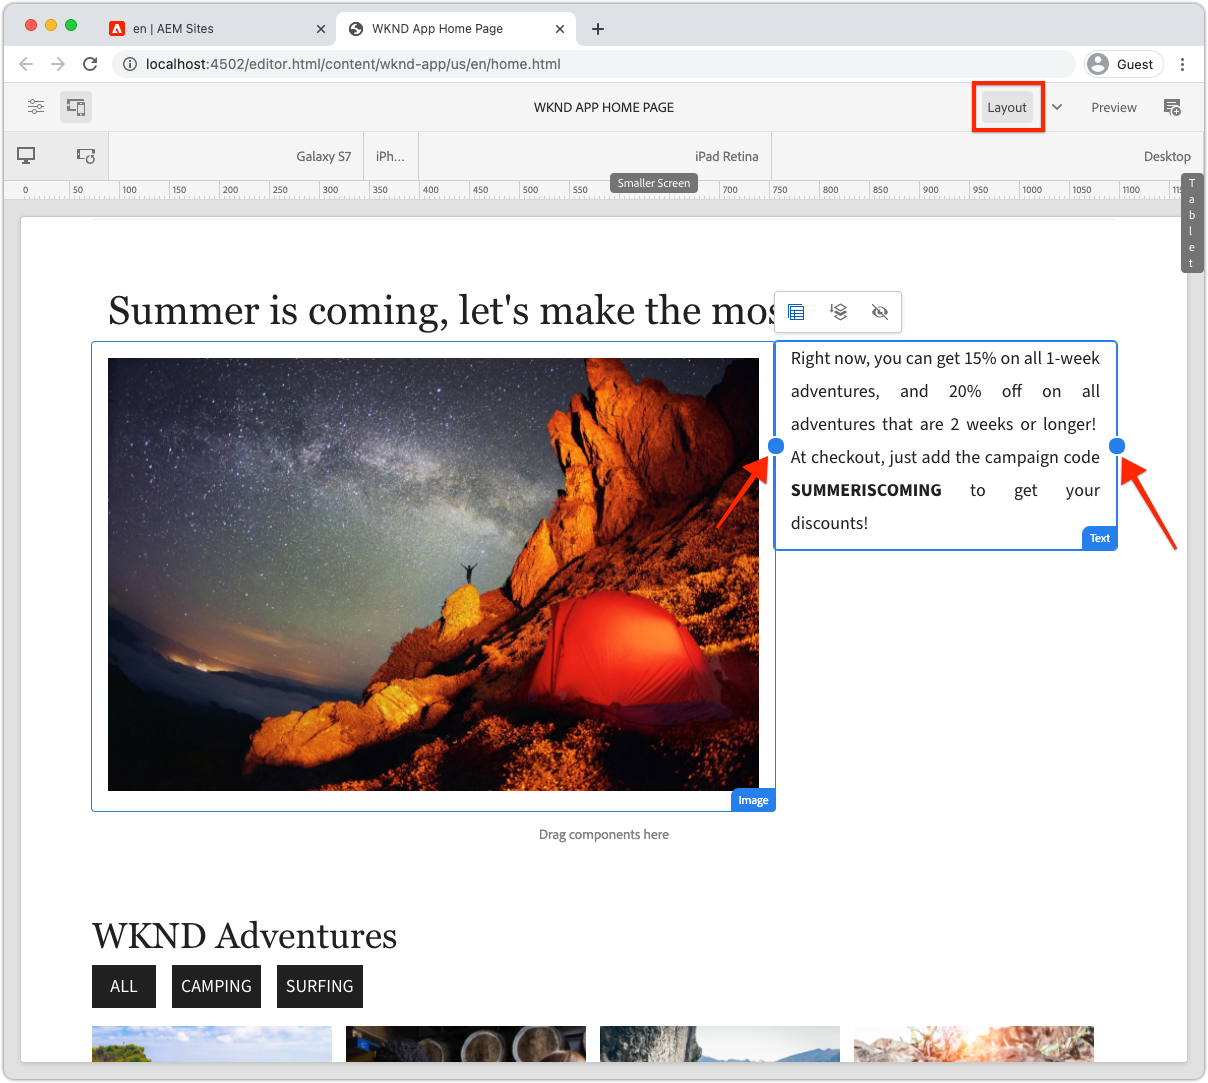 en | AEM Sites
WKND App Home Page
localhost:4502/editor.html/content/wknd-app/us/en/home.html
Guest
WKND APP HOME PAGE
Layout
Preview
Galaxy S7
iPh...
iPad Retina
Desktop
0 50 100 150 200 250 300 350 400 450 500 550 700 750 800 850 900 950 1000 1050 1100
Smaller Screen
Tablet
Summer is coming, let's make the mos
Right now, you can get 15% on all 1-week
adventures, and 20% off on all
adventures that are 2 weeks or longer!
At checkout, just add the campaign code
SUMMERISCOMING to get your
discounts!
Text
Image
Drag components here
WKND Adventures
ALL
CAMPING
SURFING